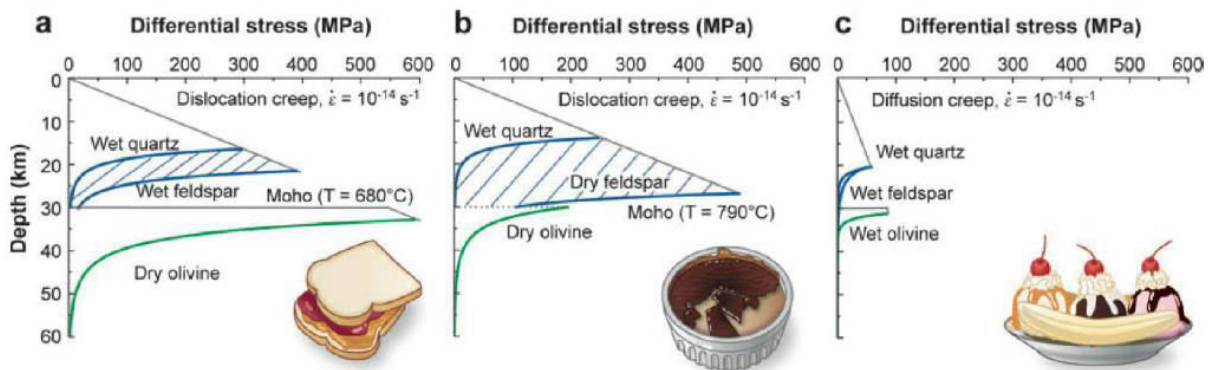 a Differential stress (MPa)
0 100 200 300 400 500 600
Depth (km)
0
10
20
30
40
50
60
Dislocation creep, ε̇ = 10⁻¹⁴ s⁻¹
Wet quartz
Wet feldspar
Moho (T = 680°C)
Dry olivine
b Differential stress (MPa)
0 100 200 300 400 500 600
Dislocation creep, ε̇ = 10⁻¹⁴ s⁻¹
Wet quartz
Dry feldspar
Moho (T = 790°C)
Dry olivine
c Differential stress (MPa)
0 100 200 300 400 500 600
Diffusion creep, ε̇ = 10⁻¹⁴ s⁻¹
Wet quartz
Wet feldspar
Wet olivine